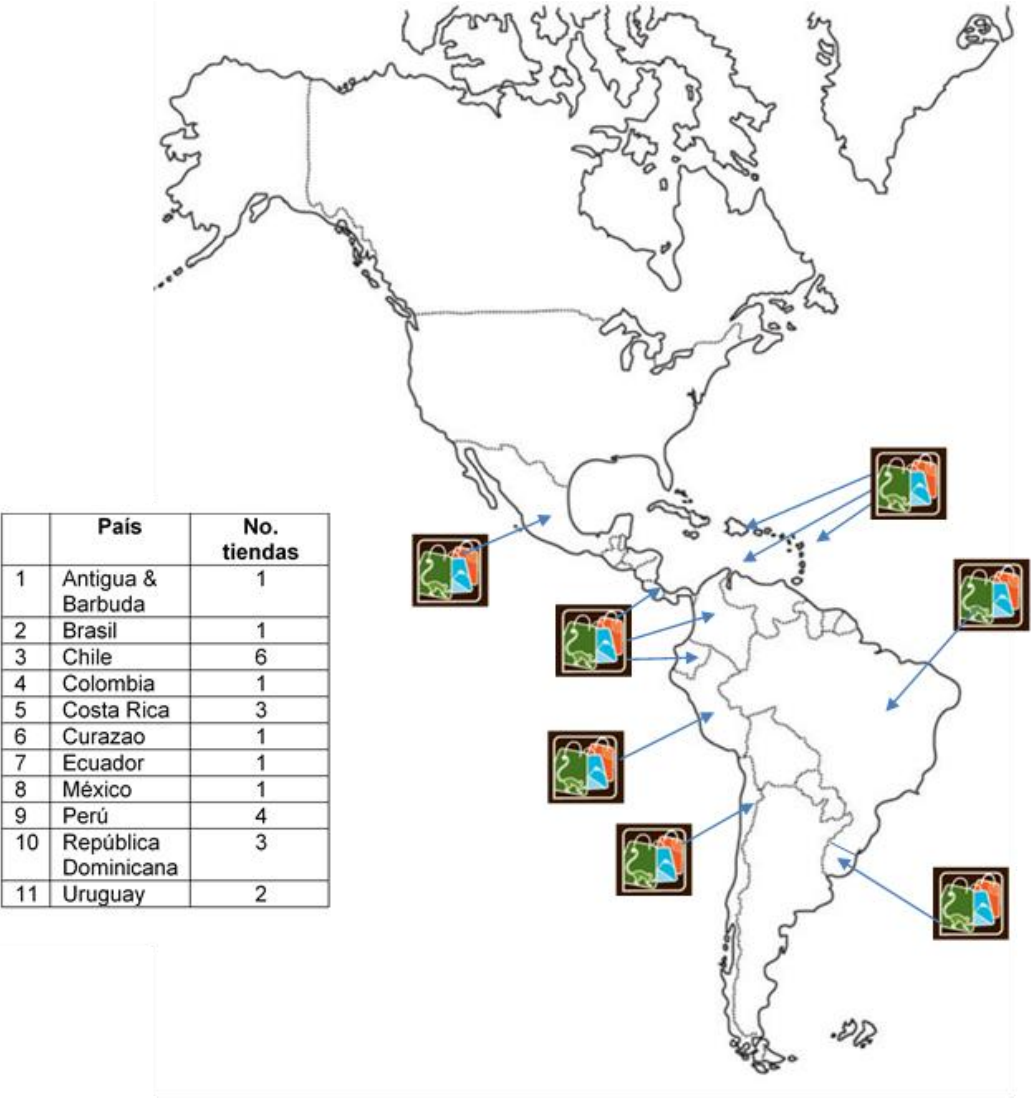 País No. tiendas
1 Antigua & Barbuda 1
2 Brasil 1
3 Chile 6
4 Colombia 1
5 Costa Rica 3
6 Curazao 1
7 Ecuador 1
8 México 1
9 Perú 4
10 República Dominicana 3
11 Uruguay 2